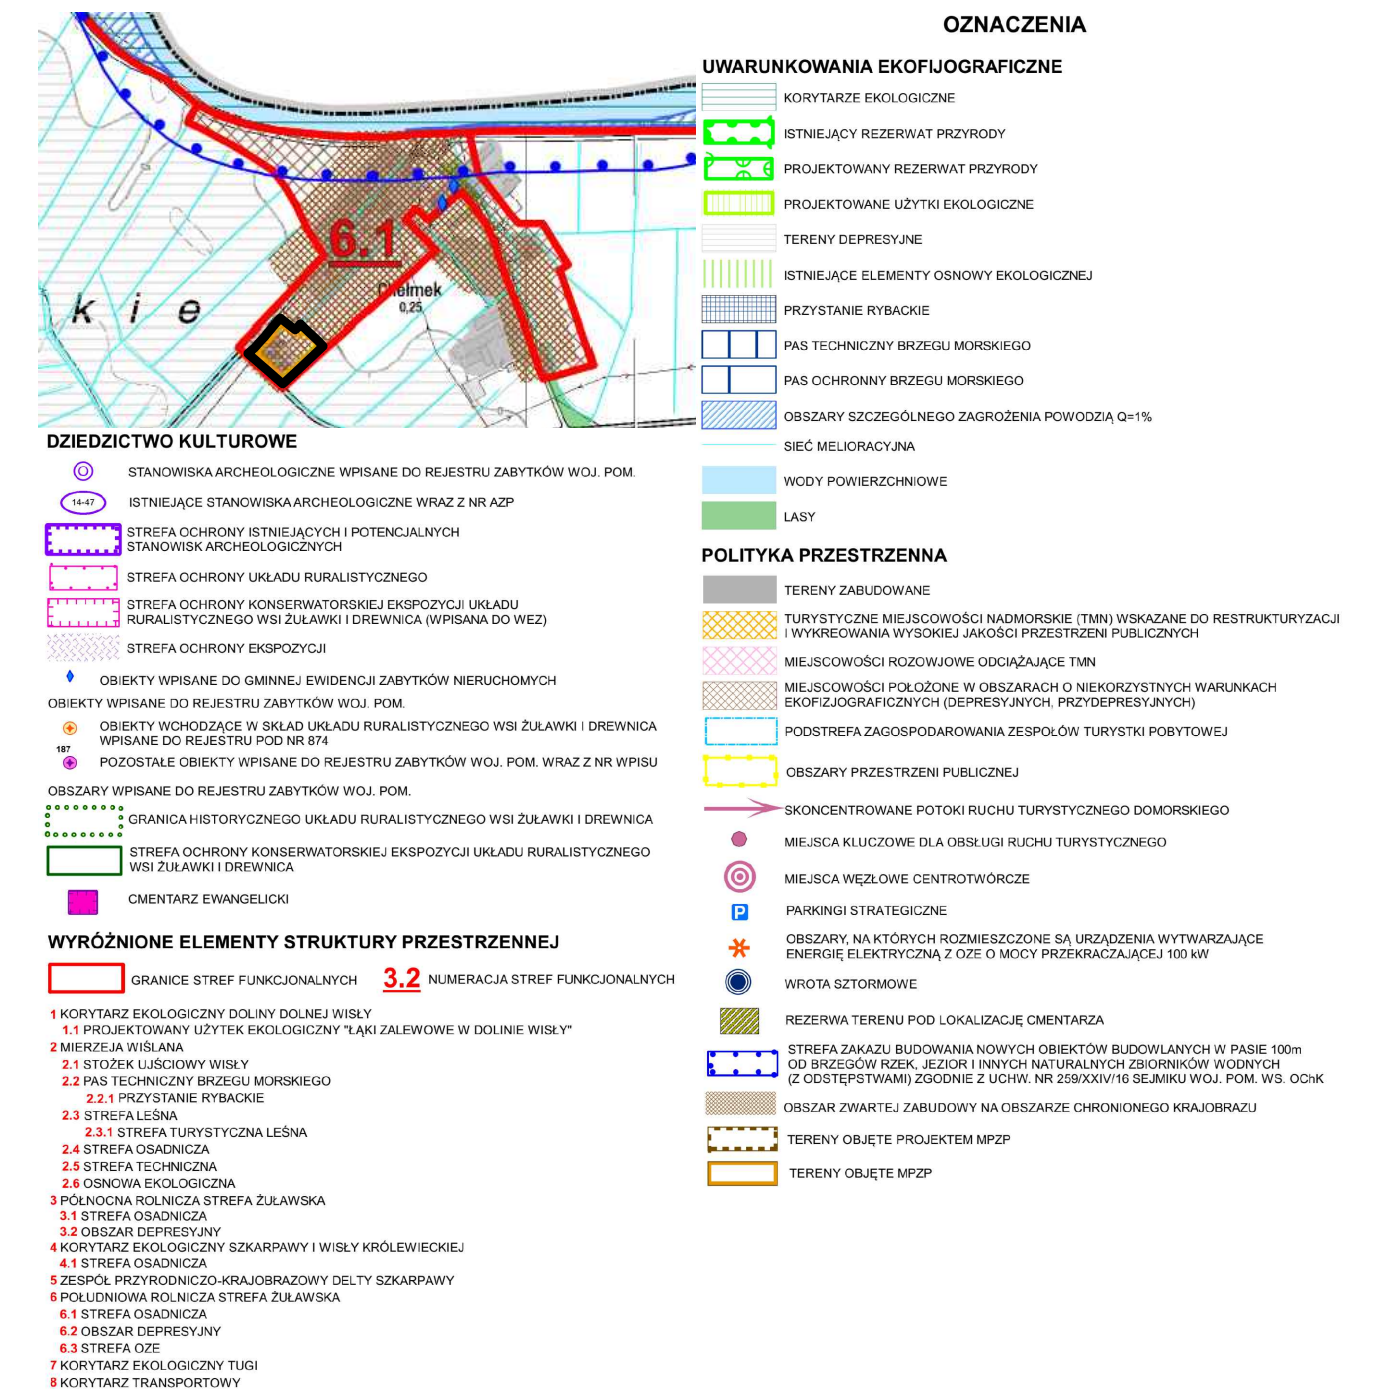 k i e
6.1
Chełmek
0,25
DZIEDZICTWO KULTUROWE
STANOWISKA ARCHEOLOGICZNE WPISANE DO REJESTRU ZABYTKÓW WOJ. POM.
14-47
ISTNIEJĄCE STANOWISKA ARCHEOLOGICZNE WRAZ Z NR AZP
STREFA OCHRONY ISTNIEJĄCYCH I POTENCJALNYCH
STANOWISK ARCHEOLOGICZNYCH
STREFA OCHRONY UKŁADU RURALISTYCZNEGO
STREFA OCHRONY KONSERWATORSKIEJ EKSPOZYCJI UKŁADU
RURALISTYCZNEGO WSI ŻUŁAWKI I DREWNICA (WPISANA DO WEZ)
STREFA OCHRONY EKSPOZYCJI
OBIEKTY WPISANE DO GMINNEJ EWIDENCJI ZABYTKÓW NIERUCHOMYCH
OBIEKTY WPISANE DO REJESTRU ZABYTKÓW WOJ. POM.
OBIEKTY WCHODZĄCE W SKŁAD UKŁADU RURALISTYCZNEGO WSI ŻUŁAWKI I DREWNICA
WPISANE DO REJESTRU POD NR 874
187
POZOSTAŁE OBIEKTY WPISANE DO REJESTRU ZABYTKÓW WOJ. POM. WRAZ Z NR WPISU
OBSZARY WPISANE DO REJESTRU ZABYTKÓW WOJ. POM.
GRANICA HISTORYCZNEGO UKŁADU RURALISTYCZNEGO WSI ŻUŁAWKI I DREWNICA
STREFA OCHRONY KONSERWATORSKIEJ EKSPOZYCJI UKŁADU RURALISTYCZNEGO
WSI ŻUŁAWKI I DREWNICA
CMENTARZ EWANGELICKI
WYRÓŻNIONE ELEMENTY STRUKTURY PRZESTRZENNEJ
GRANICE STREF FUNKCJONALNYCH
3.2 NUMERACJA STREF FUNKCJONALNYCH
1 KORYTARZ EKOLOGICZNY DOLINY DOLNEJ WISŁY
1.1 PROJEKTOWANY UŻYTEK EKOLOGICZNY "ŁĄKI ZALEWOWE W DOLINIE WISŁY"
2 MIERZEJA WIŚLANA
2.1 STOŻEK UJŚCIOWY WISŁY
2.2 PAS TECHNICZNY BRZEGU MORSKIEGO
2.2.1 PRZYSTANIE RYBACKIE
2.3 STREFA LEŚNA
2.3.1 STREFA TURYSTYCZNA LEŚNA
2.4 STREFA OSADNICZA
2.5 STREFA TECHNICZNA
2.6 OSNOWA EKOLOGICZNA
3 PÓŁNOCNA ROLNICZA STREFA ŻUŁAWSKA
3.1 STREFA OSADNICZA
3.2 OBSZAR DEPRESYJNY
4 KORYTARZ EKOLOGICZNY SZKARPAWY I WISŁY KRÓLEWIECKIEJ
4.1 STREFA OSADNICZA
5 ZESPÓŁ PRZYRODNICZO-KRAJOBRAZOWY DELTY SZKARPAWY
6 POŁUDNIOWA ROLNICZA STREFA ŻUŁAWSKA
6.1 STREFA OSADNICZA
6.2 OBSZAR DEPRESYJNY
6.3 STREFA OZE
7 KORYTARZ EKOLOGICZNY TUGI
8 KORYTARZ TRANSPORTOWY
OZNACZENIA
UWARUNKOWANIA EKOFIJOGRAFICZNE
KORYTARZE EKOLOGICZNE
ISTNIEJĄCY REZERWAT PRZYRODY
PROJEKTOWANY REZERWAT PRZYRODY
PROJEKTOWANE UŻYTKI EKOLOGICZNE
TERENY DEPRESYJNE
ISTNIEJĄCE ELEMENTY OSNOWY EKOLOGICZNEJ
PRZYSTANIE RYBACKIE
PAS TECHNICZNY BRZEGU MORSKIEGO
PAS OCHRONNY BRZEGU MORSKIEGO
OBSZARY SZCZEGÓLNEGO ZAGROŻENIA POWODZIĄ Q=1%
SIEĆ MELIORACYJNA
WODY POWIERZCHNIOWE
LASY
POLITYKA PRZESTRZENNA
TERENY ZABUDOWANE
TURYSTYCZNE MIEJSCOWOŚCI NADMORSKIE (TMN) WSKAZANE DO RESTRUKTURYZACJI
I WYKREOWANIA WYSOKIEJ JAKOŚCI PRZESTRZENI PUBLICZNYCH
MIEJSCOWOŚCI ROZOWJOWE ODCIĄŻAJĄCE TMN
MIEJSCOWOŚCI POŁOŻONE W OBSZARACH O NIEKORZYSTNYCH WARUNKACH
EKOFIZJOGRAFICZNYCH (DEPRESYJNYCH, PRZYDEPRESYJNYCH)
PODSTREFA ZAGOSPODAROWANIA ZESPOŁÓW TURYSTKI POBYTOWEJ
OBSZARY PRZESTRZENI PUBLICZNEJ
SKONCENTROWANE POTOKI RUCHU TURYSTYCZNEGO DOMORSKIEGO
MIEJSCA KLUCZOWE DLA OBSŁUGI RUCHU TURYSTYCZNEGO
MIEJSCA WĘZŁOWE CENTROTWÓRCZE
P PARKINGI STRATEGICZNE
OBSZARY, NA KTÓRYCH ROZMIESZCZONE SĄ URZĄDZENIA WYTWARZAJĄCE
ENERGIĘ ELEKTRYCZNĄ Z OZE O MOCY PRZEKRACZAJĄCEJ 100 kW
WROTA SZTORMOWE
REZERWA TERENU POD LOKALIZACJĘ CMENTARZA
STREFA ZAKAZU BUDOWANIA NOWYCH OBIEKTÓW BUDOWLANYCH W PASIE 100m
OD BRZEGÓW RZEK, JEZIOR I INNYCH NATURALNYCH ZBIORNIKÓW WODNYCH
(Z ODSTĘPSTWAMI) ZGODNIE Z UCHW. NR 259/XXIV/16 SEJMIKU WOJ. POM. WS. OChK
OBSZAR ZWARTEJ ZABUDOWY NA OBSZARZE CHRONIONEGO KRAJOBRAZU
TERENY OBJĘTE PROJEKTEM MPZP
TERENY OBJĘTE MPZP